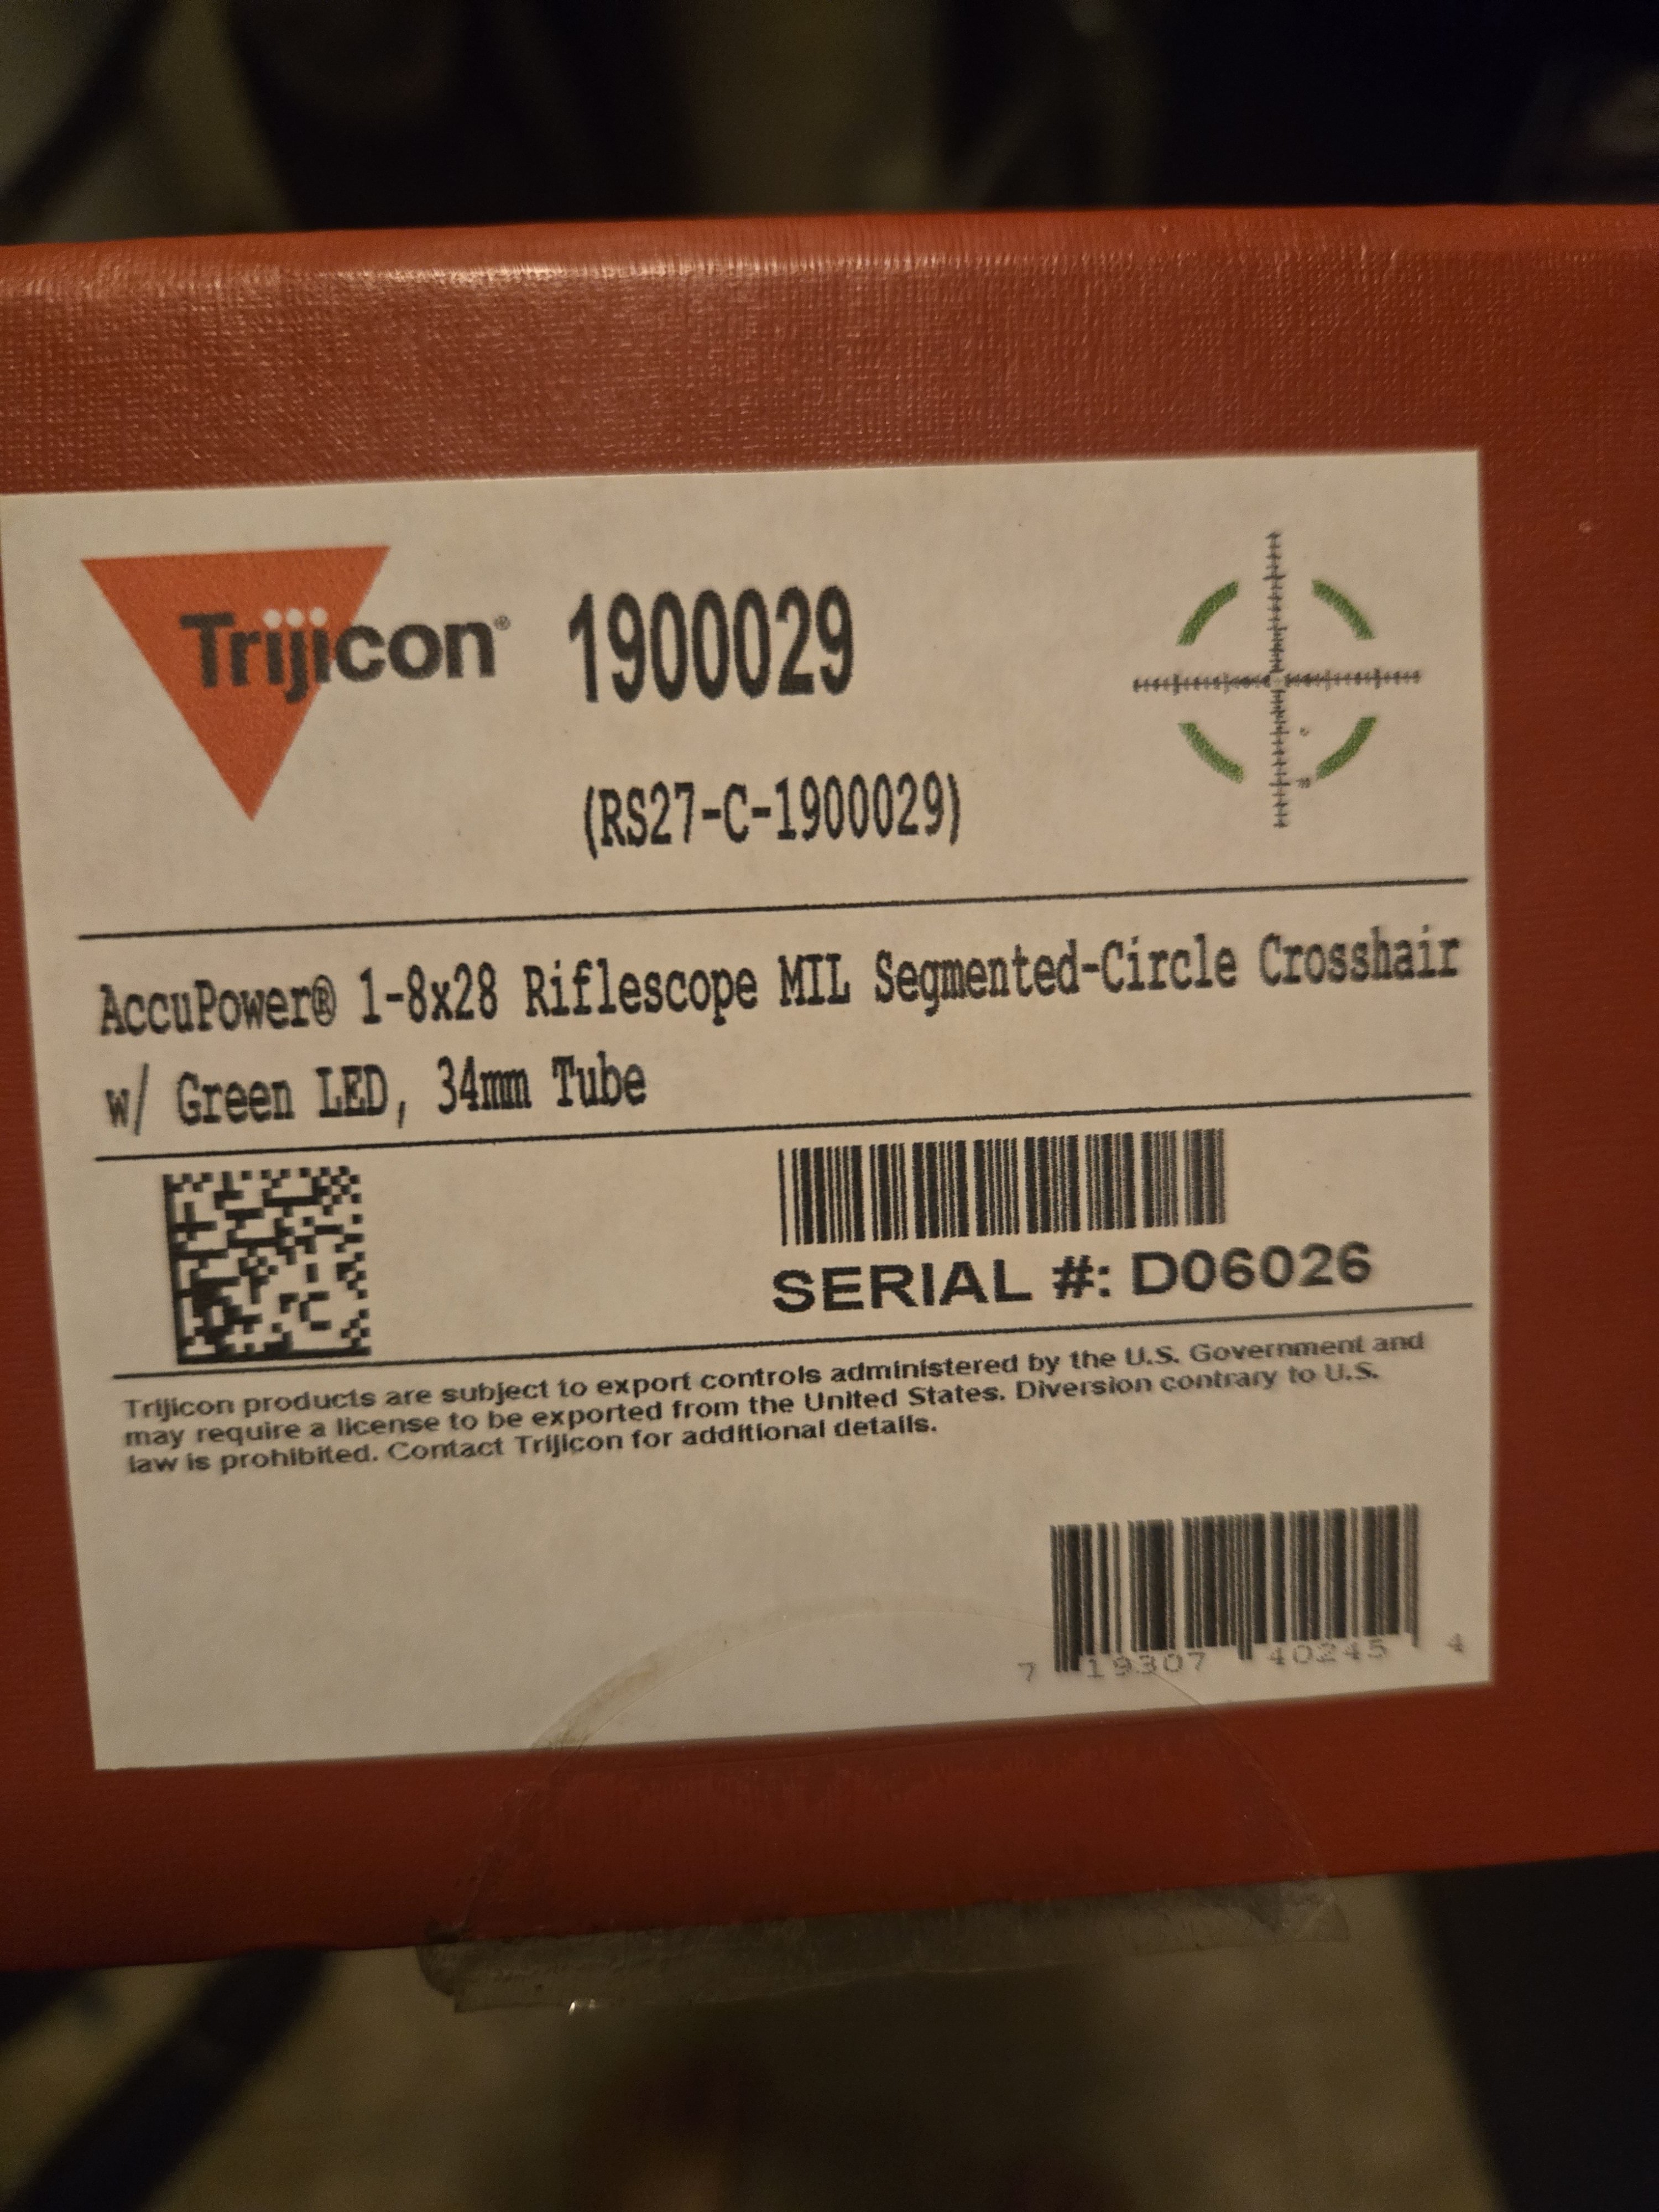 Trijicon® 1900029
(RS27-C-1900029)
AccuPower® 1-8x28 Riflescope MIL Segmented-Circle Crosshair
w/ Green LED, 34mm Tube
SERIAL #: D06026
Trijicon products are subject to export controls administered by the U.S. Government and
may require a license to be exported from the United States. Diversion contrary to U.S.
law is prohibited. Contact Trijicon for additional details.
7 19307 40245 4